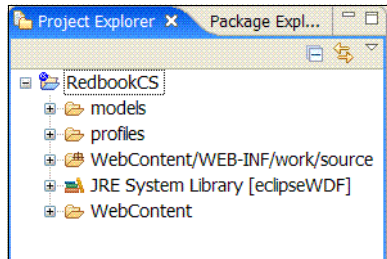 Project Explorer Package Expl...
RedbookCS
models
profiles
WebContent/WEB-INF/work/source
JRE System Library [eclipseWDF]
WebContent